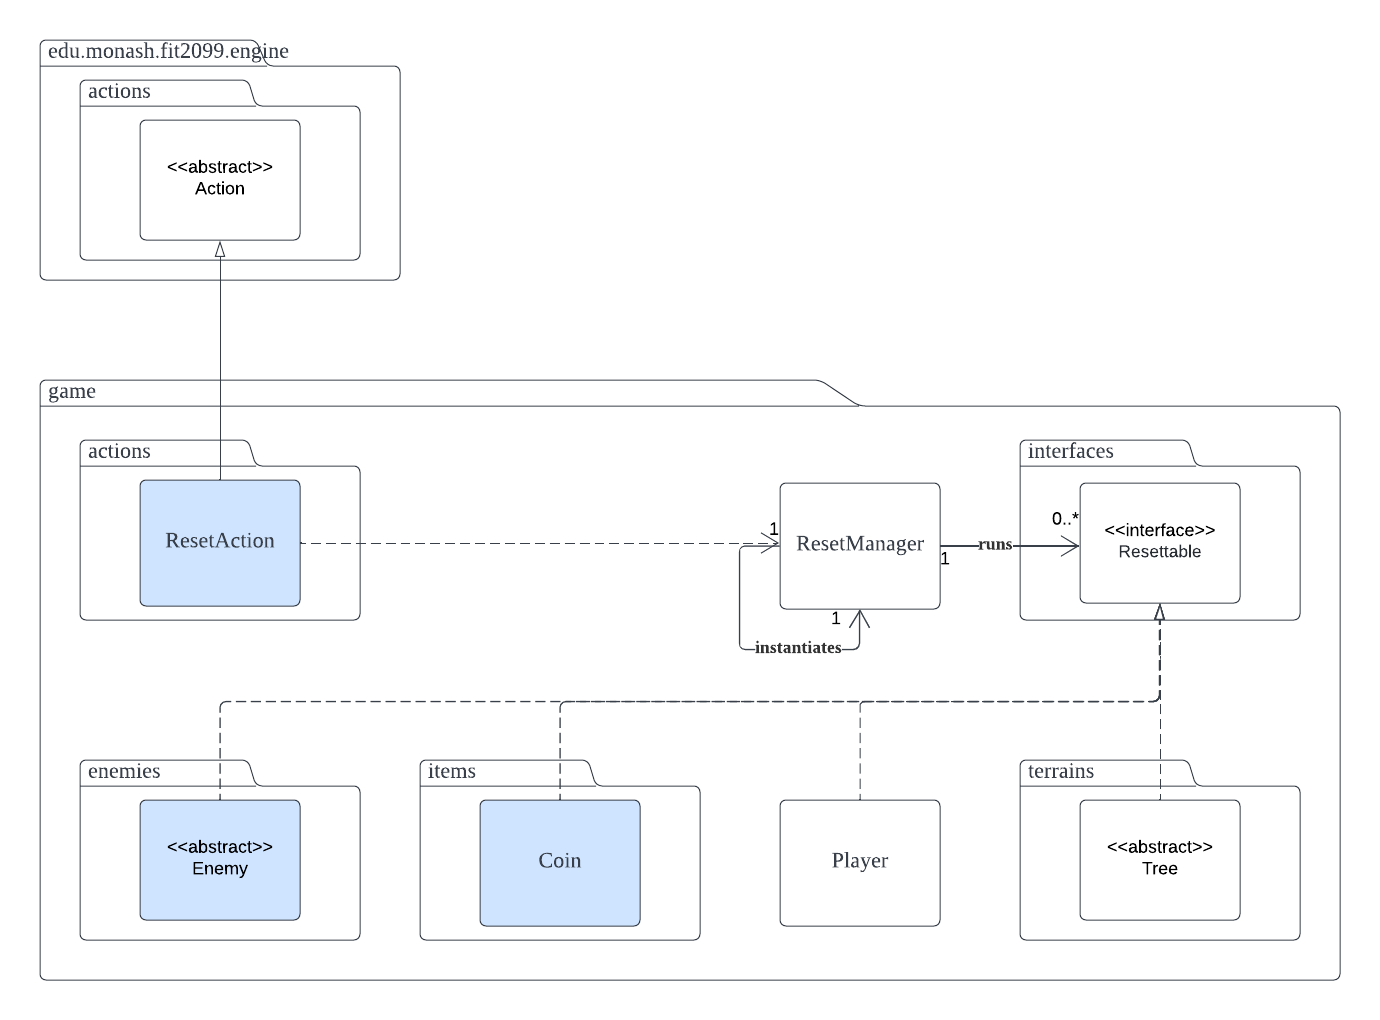 edu.monash.fit2099.engine
actions
<<abstract>>
Action
game
actions
ResetAction
1
ResetManager
1
runs
0..*
interfaces
<<interface>>
Resettable
1
instantiates
enemies
<<abstract>>
Enemy
items
Coin
Player
terrains
<<abstract>>
Tree